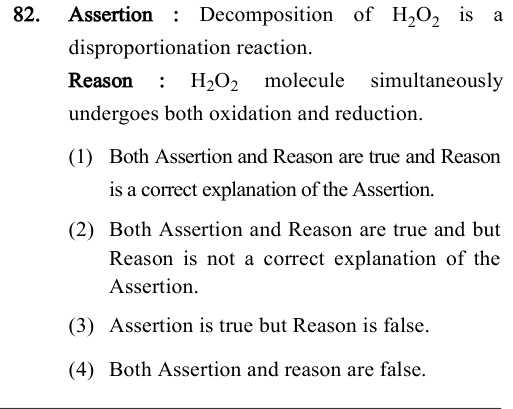 82. Assertion : Decomposition of H₂O₂ is a
disproportionation reaction.
Reason : H₂O₂ molecule simultaneously
undergoes both oxidation and reduction.
(1) Both Assertion and Reason are true and Reason
is a correct explanation of the Assertion.
(2) Both Assertion and Reason are true and but
Reason is not a correct explanation of the
Assertion.
(3) Assertion is true but Reason is false.
(4) Both Assertion and reason are false.